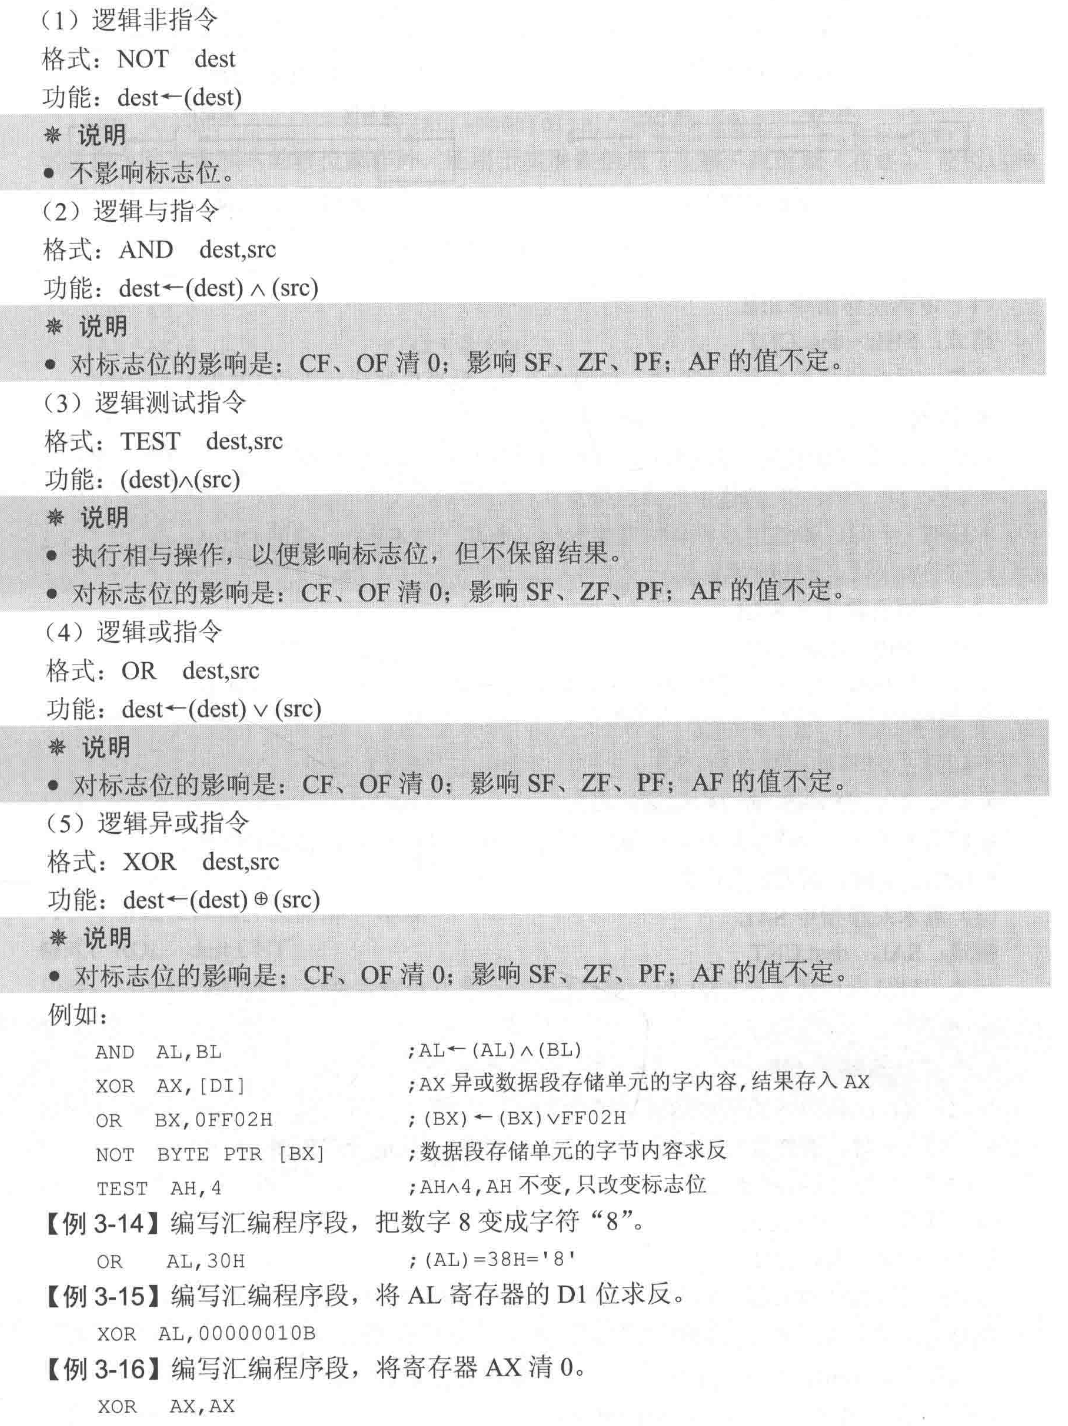 （1）逻辑非指令
格式：NOT dest
功能：dest←(dest)
※ 说明
● 不影响标志位。
（2）逻辑与指令
格式：AND dest,src
功能：dest←(dest)∧(src)
※ 说明
● 对标志位的影响是：CF、OF 清 0；影响 SF、ZF、PF；AF 的值不定。
（3）逻辑测试指令
格式：TEST dest,src
功能：(dest)∧(src)
※ 说明
● 执行相与操作，以便影响标志位，但不保留结果。
● 对标志位的影响是：CF、OF 清 0；影响 SF、ZF、PF；AF 的值不定。
（4）逻辑或指令
格式：OR dest,src
功能：dest←(dest)∨(src)
※ 说明
● 对标志位的影响是：CF、OF 清 0；影响 SF、ZF、PF；AF 的值不定。
（5）逻辑异或指令
格式：XOR dest,src
功能：dest←(dest)⊕(src)
※ 说明
● 对标志位的影响是：CF、OF 清 0；影响 SF、ZF、PF；AF 的值不定。
例如：
AND AL,BL ;AL←(AL)∧(BL)
XOR AX,[DI] ;AX 异或数据段存储单元的字内容,结果存入 AX
OR BX,0FF02H ;(BX)←(BX)∨FF02H
NOT BYTE PTR [BX] ;数据段存储单元的字节内容求反
TEST AH,4 ;AH∧4,AH 不变,只改变标志位
【例 3-14】编写汇编程序段，把数字 8 变成字符“8”。
OR AL,30H ;(AL)=38H='8'
【例 3-15】编写汇编程序段，将 AL 寄存器的 D1 位求反。
XOR AL,00000010B
【例 3-16】编写汇编程序段，将寄存器 AX 清 0。
XOR AX,AX